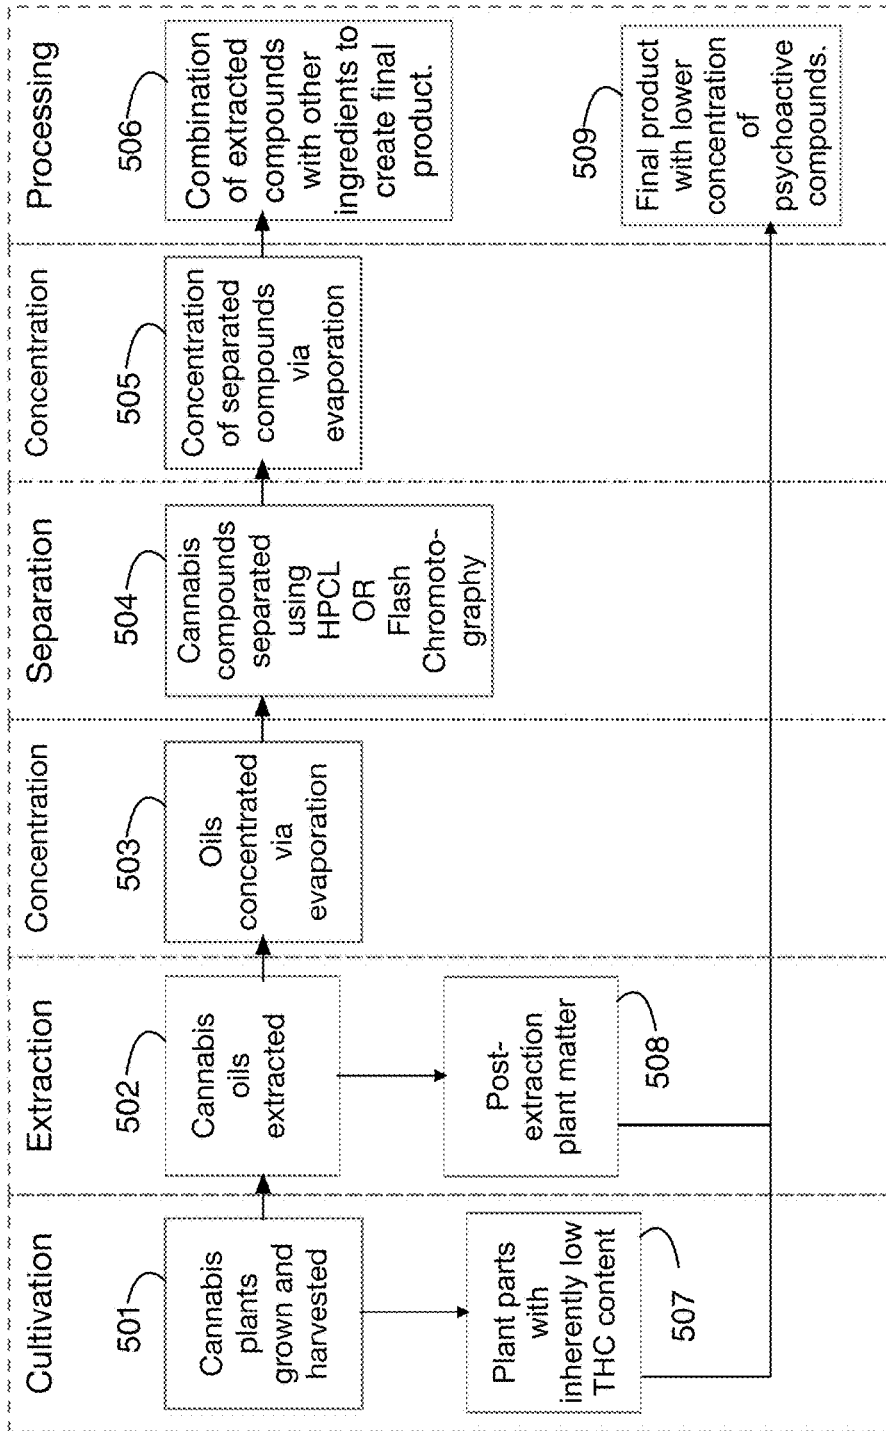 Cultivation
501
Cannabis
plants
grown and
harvested
Plant parts
with
inherently low
THC content
507
Extraction
502
Cannabis
oils
extracted
Post-
extraction
plant matter
508
Concentration
503
Oils
concentrated
via
evaporation
Separation
504
Cannabis
compounds
separated
using
HPCL
OR
Flash
Chromoto-
graphy
Concentration
505
Concentration
of separated
compounds
via
evaporation
Processing
506
Combination
of extracted
compounds
with other
ingredients to
create final
product.
509
Final product
with lower
concentration
of
psychoactive
compounds.